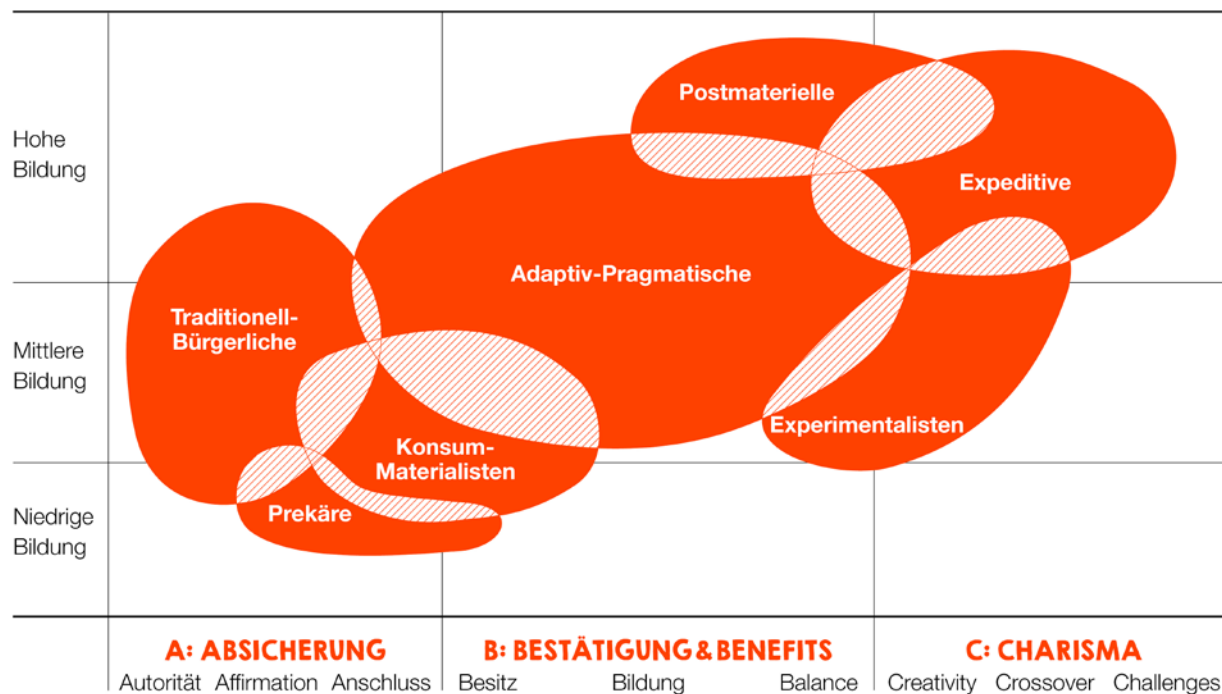 Postmaterielle
Hohe
Bildung
Expeditive
Adaptiv-Pragmatische
Traditionell-
Bürgerliche
Mittlere
Bildung
Experimentalisten
Konsum-
Materialisten
Prekäre
Niedrige
Bildung
A: ABSICHERUNG
B: BESTÄTIGUNG & BENEFITS
C: CHARISMA
Autorität Affirmation Anschluss Besitz Bildung Balance Creativity Crossover Challenges